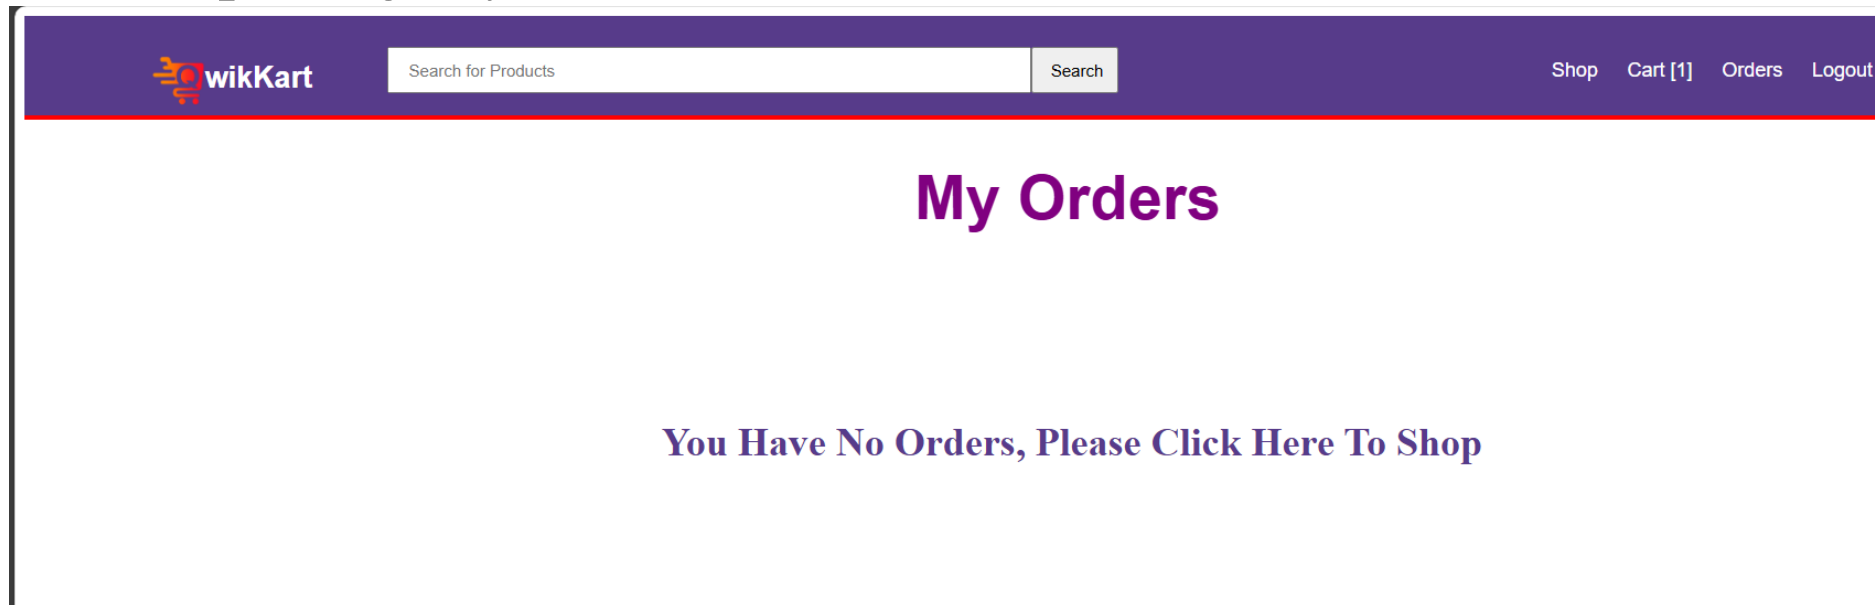 QwikKart
Search for Products
Search
Shop
Cart [1]
Orders
Logout
My Orders
You Have No Orders, Please Click Here To Shop